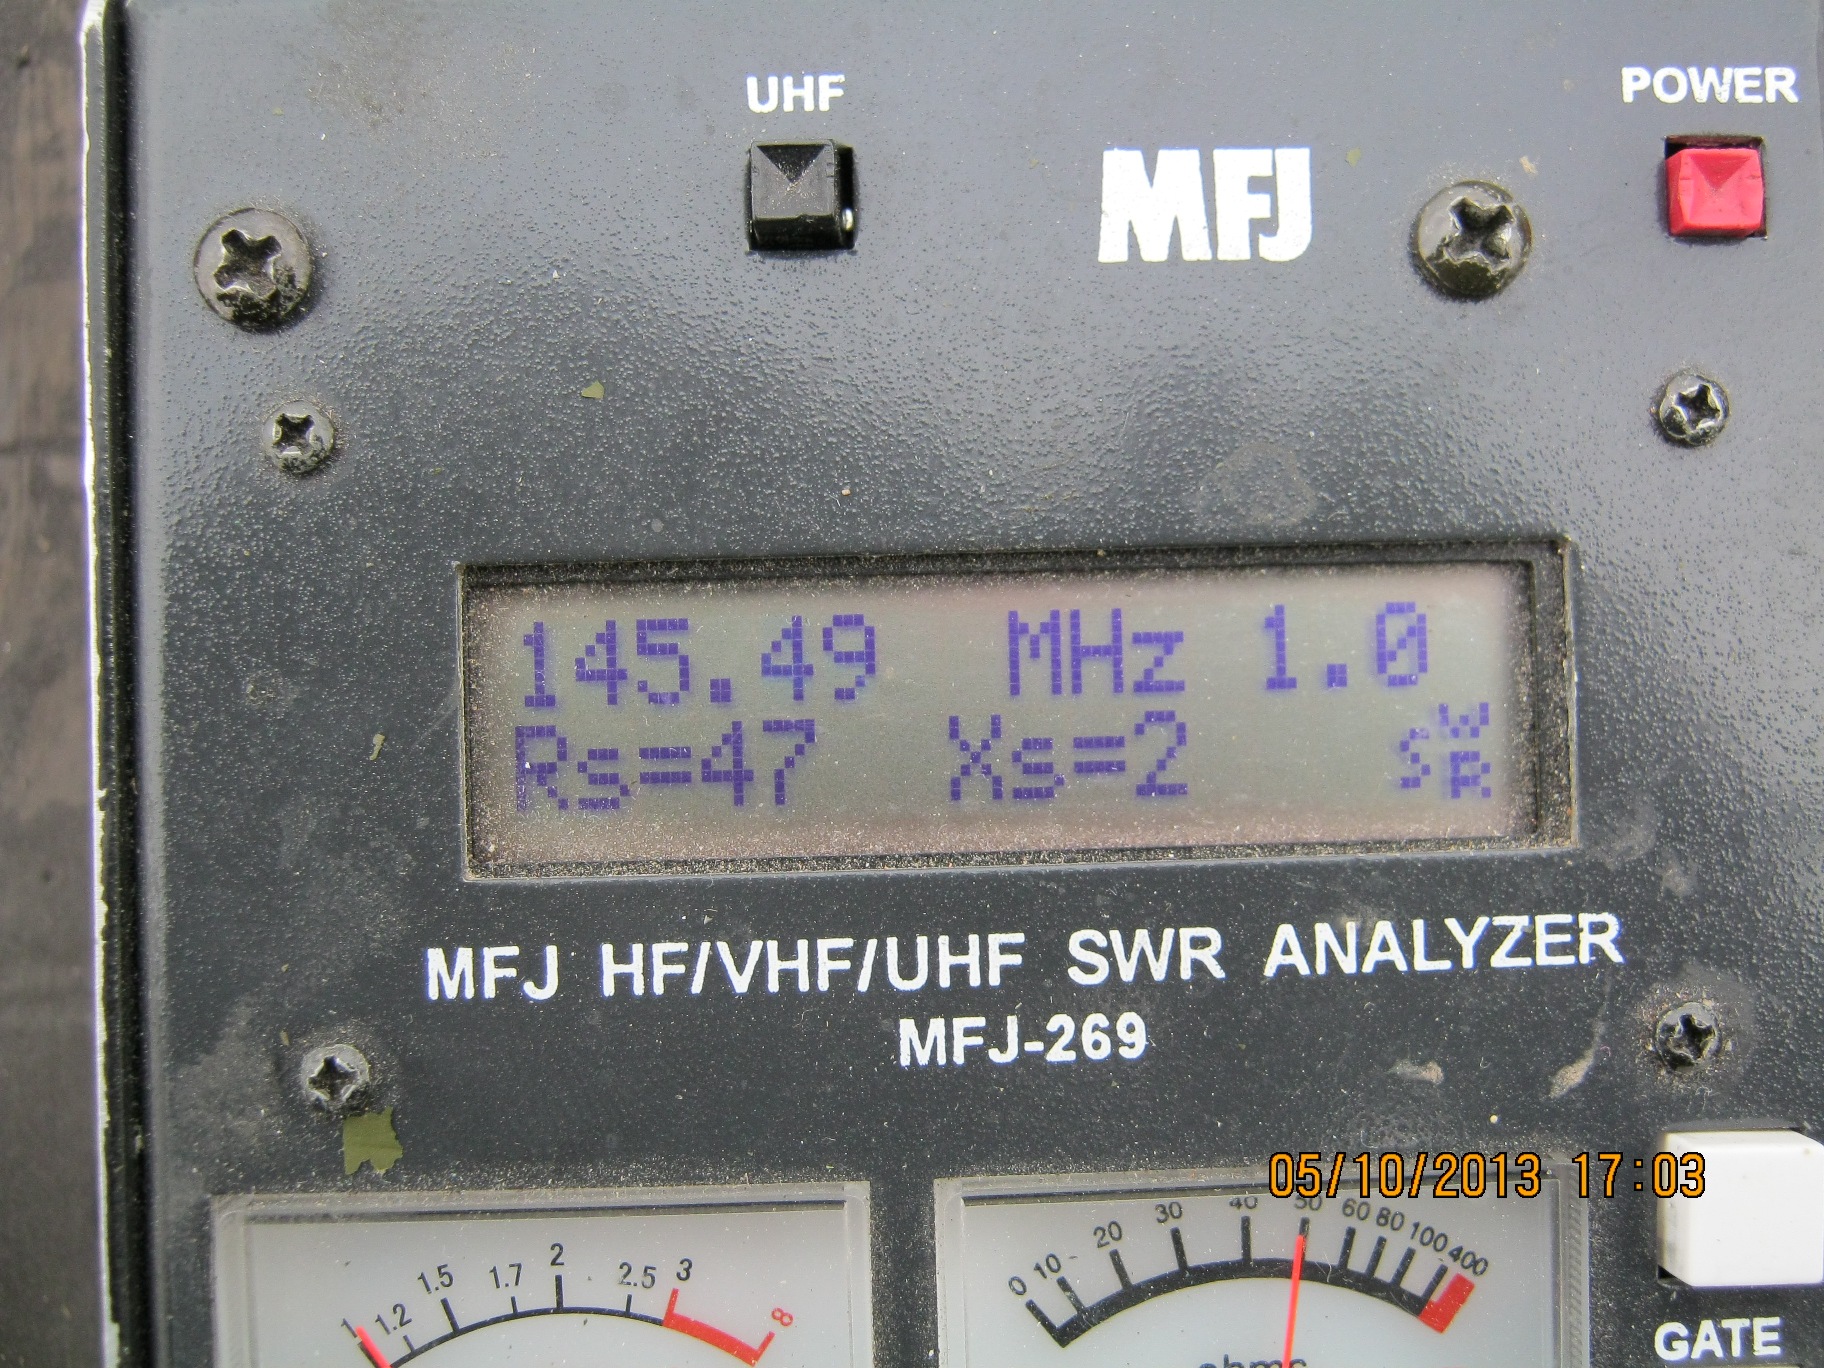 UHF
POWER
MFJ
145.49 MHz 1.0
Rs=47 Xs=2 SWR
MFJ HF/VHF/UHF SWR ANALYZER
MFJ-269
05/10/2013 17:03
1 1.2 1.5 1.7 2 2.5 3 8
0 10 20 30 40 50 60 80 100 400
ohms
GATE